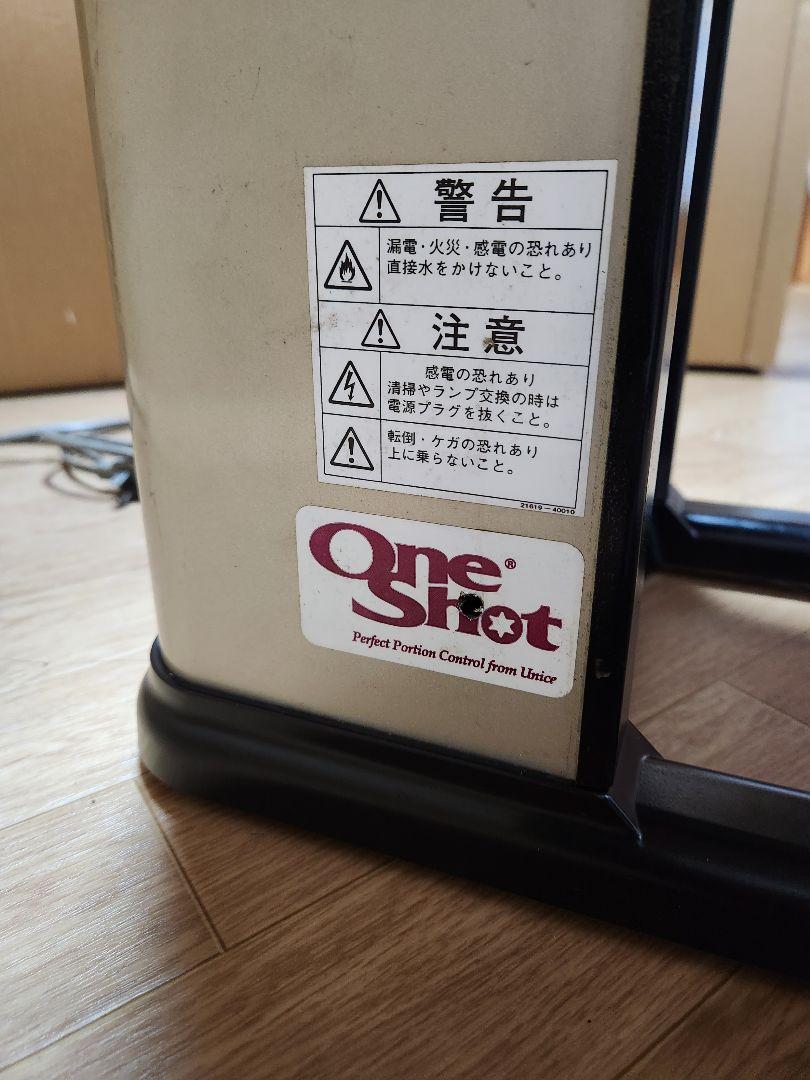 警告
漏電・火災・感電の恐れあり
直接水をかけないこと。
注意
感電の恐れあり
清掃やランプ交換の時は
電源プラグを抜くこと。
転倒・ケガの恐れあり
上に乗らないこと。
21619-40010
One®
Shot
Perfect Portion Control from Unice